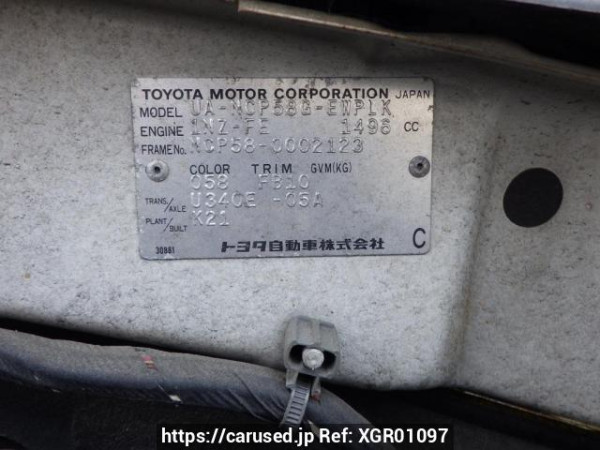 TOYOTA MOTOR CORPORATION JAPAN
MODEL UA-NCP58G-EWPLK
ENGINE 1NZ-FE 1496 CC
FRAME No. NCP58-0002123
COLOR TRIM GVM(KG)
058 FB10
TRANS./AXLE U340E -05A
PLANT/BUILT K21
30881
トヨタ自動車株式会社
C
https://carused.jp Ref: XGR01097